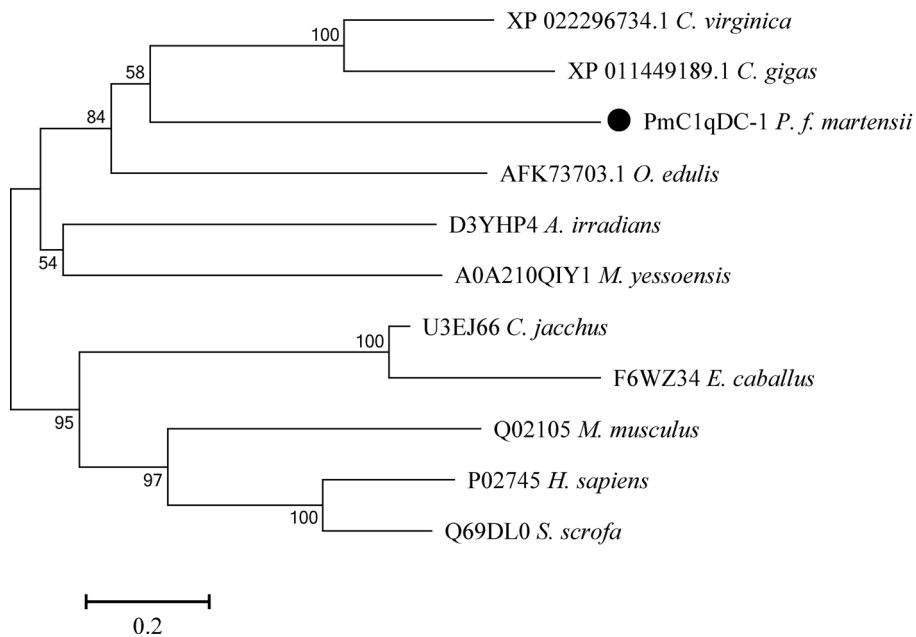 XP 022296734.1 C. virginica
100
XP 011449189.1 C. gigas
58
PmC1qDC-1 P. f. martensii
84
AFK73703.1 O. edulis
D3YHP4 A. irradians
54
A0A210QIY1 M. yessoensis
U3EJ66 C. jacchus
100
F6WZ34 E. caballus
95
Q02105 M. musculus
97
P02745 H. sapiens
100
Q69DL0 S. scrofa
0.2